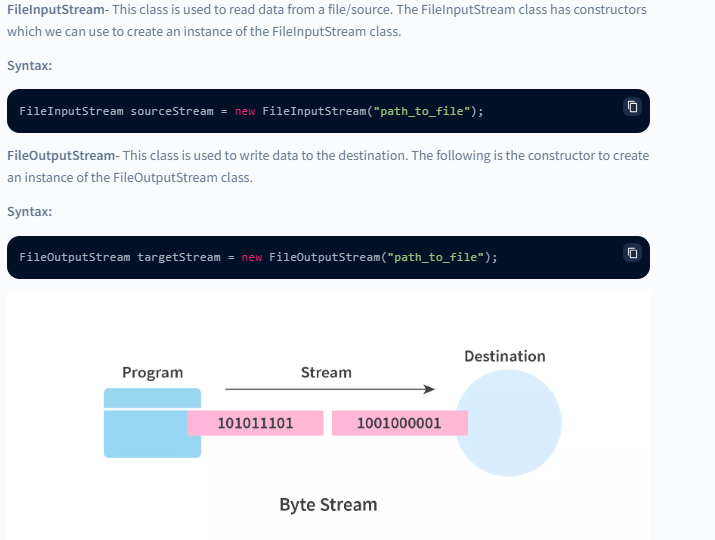 FileInputStream- This class is used to read data from a file/source. The FileInputStream class has constructors
which we can use to create an instance of the FileInputStream class.
Syntax:
FileInputStream sourceStream = new FileInputStream("path_to_file");
FileOutputStream- This class is used to write data to the destination. The following is the constructor to create
an instance of the FileOutputStream class.
Syntax:
FileOutputStream targetStream = new FileOutputStream("path_to_file");
Program
Stream
Destination
101011101
1001000001
Byte Stream